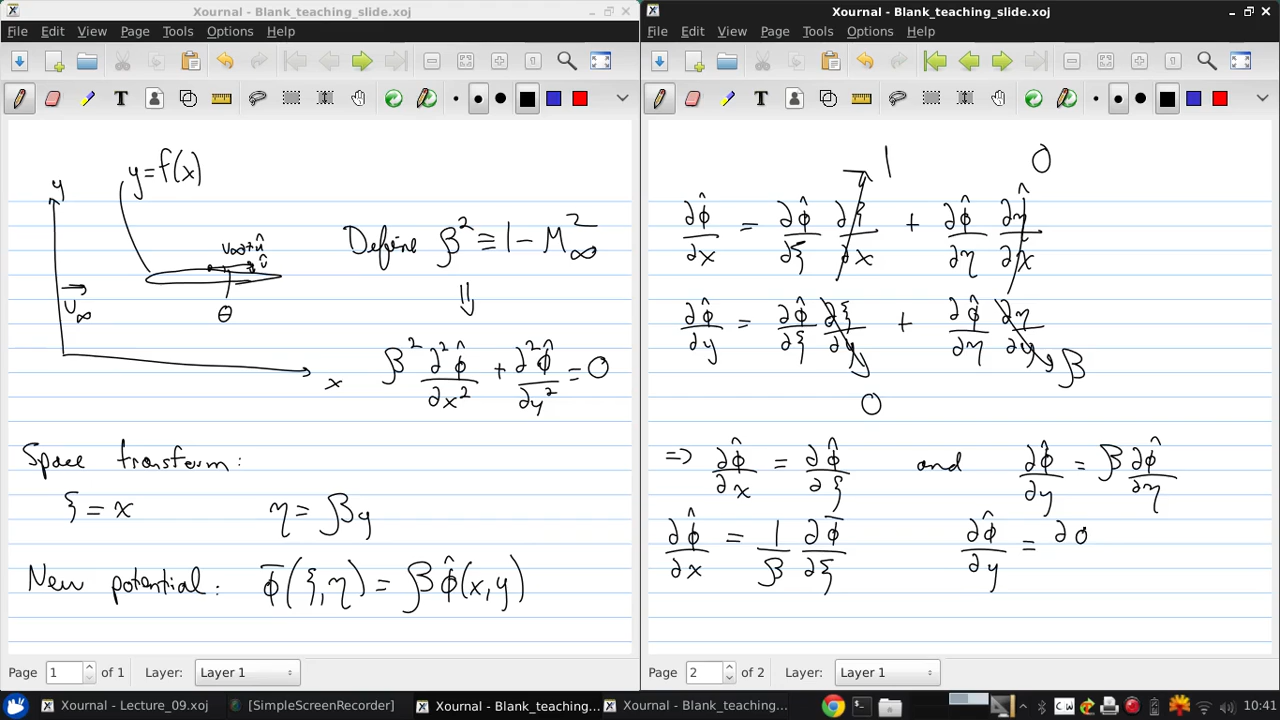 Xournal - Blank_teaching_slide.xoj
File Edit View Page Tools Options Help
y=f(x)
y
V∞+û
v̂
V∞
θ
x
Define β² ≡ 1 - M∞²
⇓
β² ∂²φ̂/∂x² + ∂²φ̂/∂y² = 0
Space transform:
ξ = x η = βy
New potential: φ̄(ξ,η) = βφ̂(x,y)
Page 1 of 1 Layer: Layer 1
Xournal - Blank_teaching_slide.xoj
File Edit View Page Tools Options Help
1 0
∂φ̂/∂x = ∂φ̂/∂ξ ∂ξ/∂x + ∂φ̂/∂η ∂η/∂x
∂φ̂/∂y = ∂φ̂/∂ξ ∂ξ/∂y + ∂φ̂/∂η ∂η/∂y β
0
=> ∂φ̂/∂x = ∂φ̂/∂ξ and ∂φ̂/∂y = β ∂φ̂/∂η
∂φ̂/∂x = 1/β ∂φ̄/∂ξ ∂φ̂/∂y = ∂
Page 2 of 2 Layer: Layer 1
Xournal - Lecture_09.xoj [SimpleScreenRecorder] Xournal - Blank_teaching... Xournal - Blank_teaching... 10:41